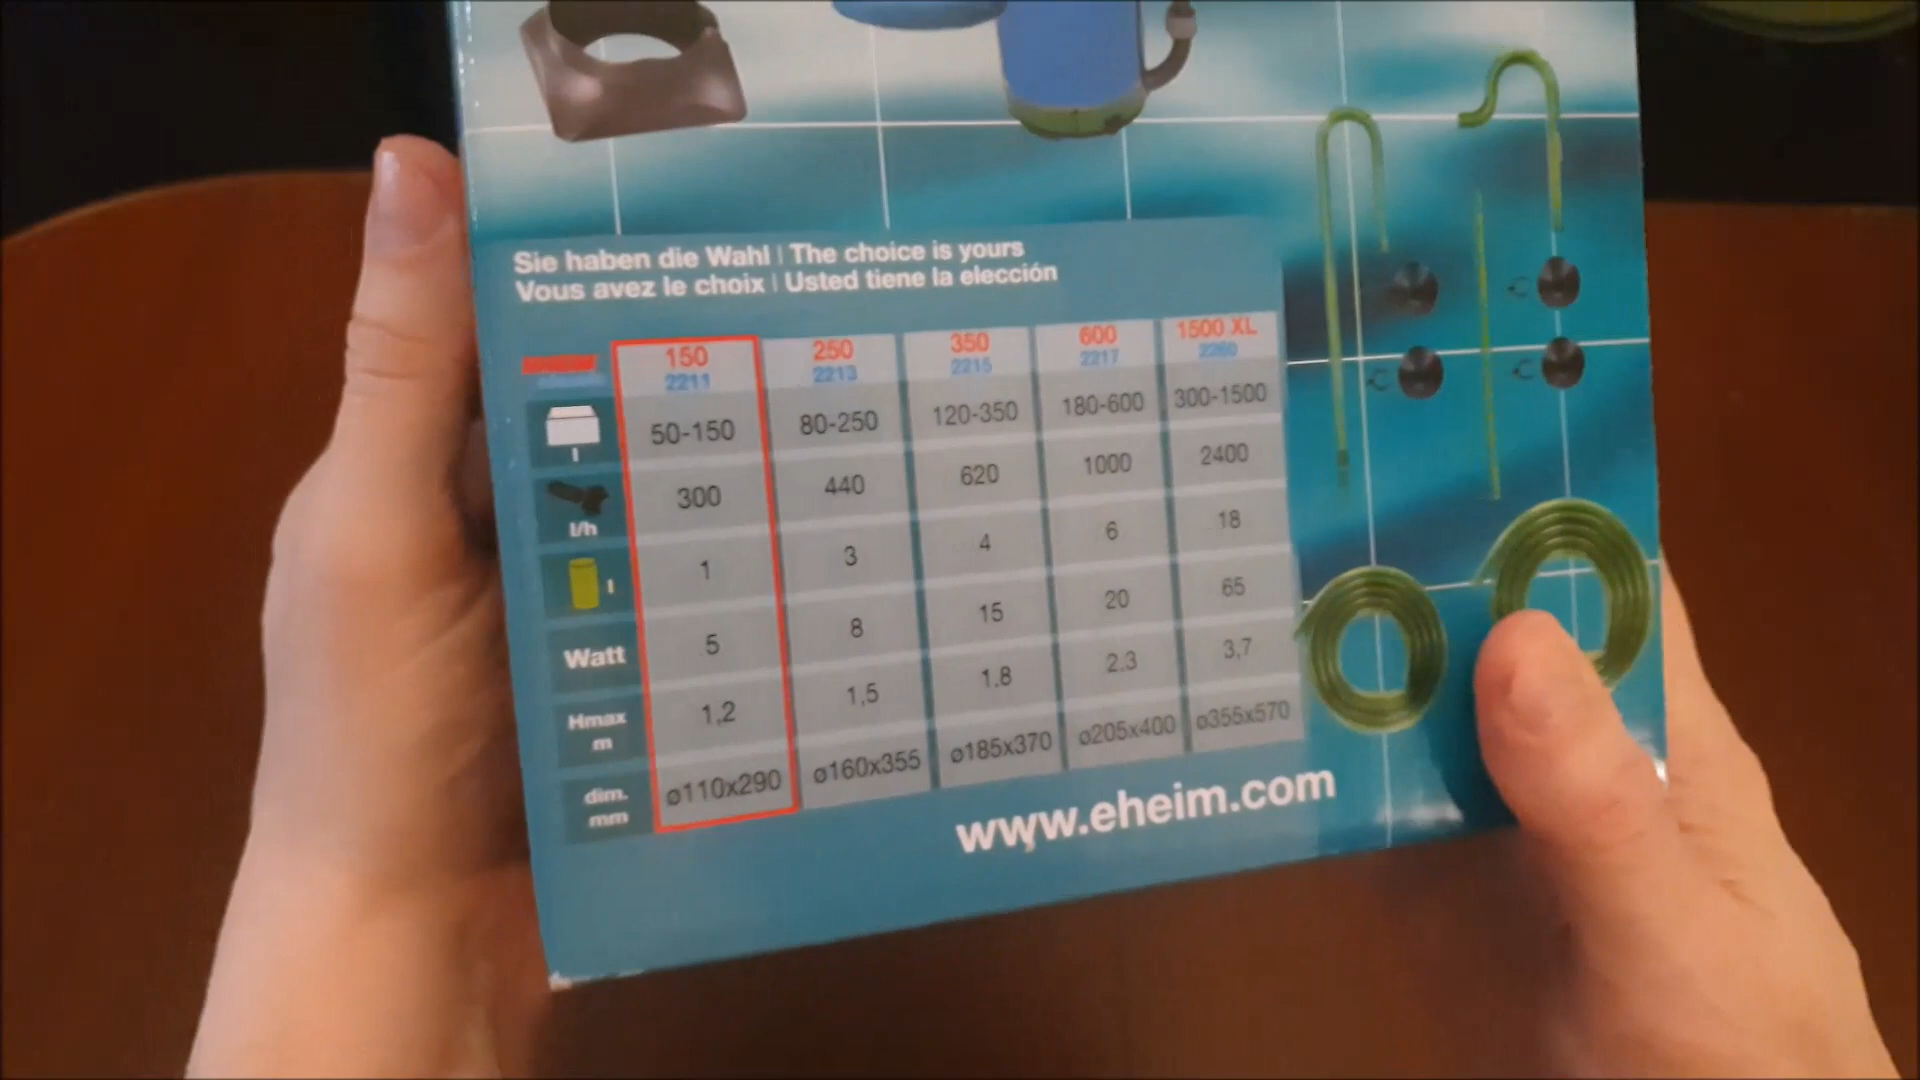 Sie haben die Wahl | The choice is yours
Vous avez le choix | Usted tiene la elección
150 250 350 600 1500 XL
2211 2213 2215 2217 2260
l 50-150 80-250 120-350 180-600 300-1500
l/h 300 440 620 1000 2400
l 1 3 4 6 18
Watt 5 8 15 20 65
Hmax m 1,2 1,5 1,8 2,3 3,7
dim. mm ø110x290 ø160x355 ø185x370 ø205x400 ø355x570
www.eheim.com